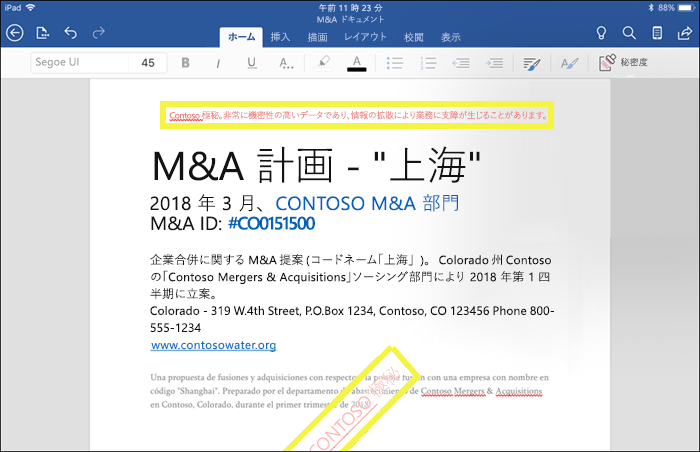 iPad 午前 11 時 23 分 88%
M&A ドキュメント
ホーム 挿入 描画 レイアウト 校閲 表示
Segoe UI 45 B I U A... A 秘密度
Contoso 極秘。非常に機密性の高いデータであり、情報の拡散により業務に支障が生じることがあります。
M&A 計画 - "上海"
2018 年 3 月、CONTOSO M&A 部門
M&A ID: #CO0151500
企業合併に関する M&A 提案 (コードネーム「上海」)。 Colorado 州 Contoso
の「Contoso Mergers & Acquisitions」ソーシング部門により 2018 年第 1 四
半期に立案。
Colorado - 319 W.4th Street, P.O.Box 1234, Contoso, CO 123456 Phone 800-
555-1234
www.contosowater.org
Una propuesta de fusiones y adquisiciones con respecto a la posible fusión con una empresa con nombre en
código "Shanghai". Preparado por el departamento de abastecimiento de Contoso Mergers & Acquisitions
en Contoso, Colorado, durante el primer trimestre de 2018.
CONTOSO 極秘